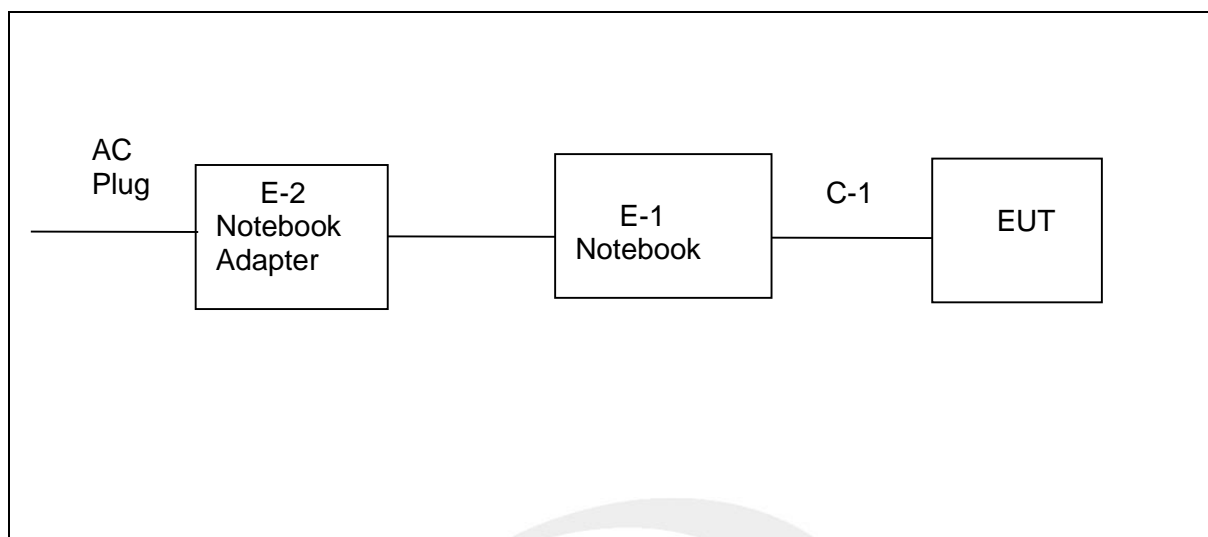 AC
Plug
E-2
Notebook
Adapter
E-1
Notebook
C-1
EUT